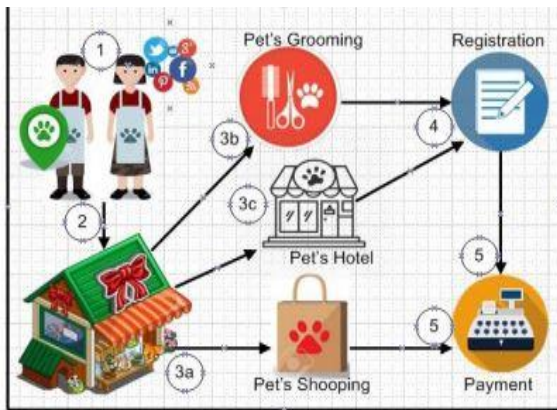 1
Pet's Grooming
Registration
3b
4
2
3c
Pet's Hotel
5
5
3a
Pet's Shooping
Payment